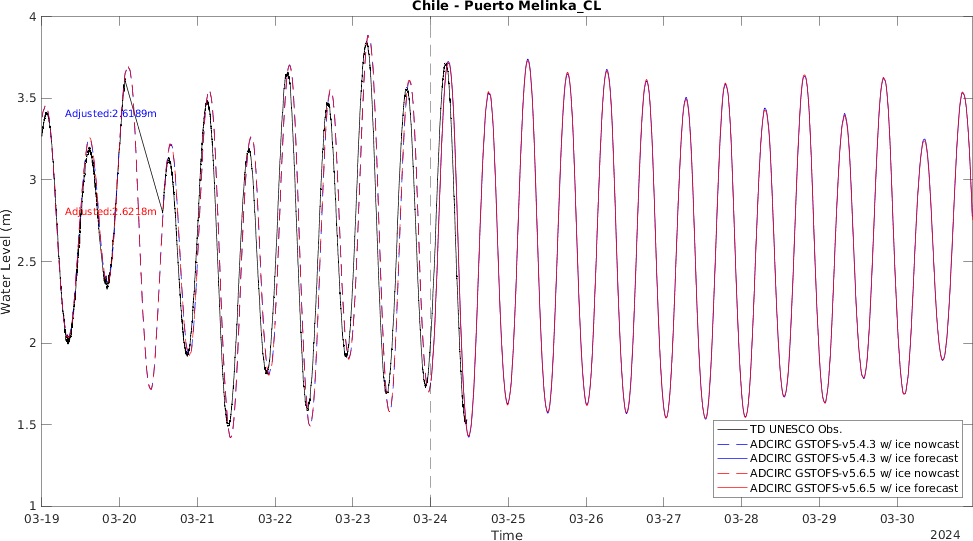 Chile - Puerto Melinka_CL
4
3.5
3
2.5
2
1.5
1
Water Level (m)
Adjusted:2.6189m
Adjusted:2.6218m
TD UNESCO Obs.
ADCIRC GSTOFS-v5.4.3 w/ ice nowcast
ADCIRC GSTOFS-v5.4.3 w/ ice forecast
ADCIRC GSTOFS-v5.6.5 w/ ice nowcast
ADCIRC GSTOFS-v5.6.5 w/ ice forecast
03-19 03-20 03-21 03-22 03-23 03-24 03-25 03-26 03-27 03-28 03-29 03-30
Time
2024